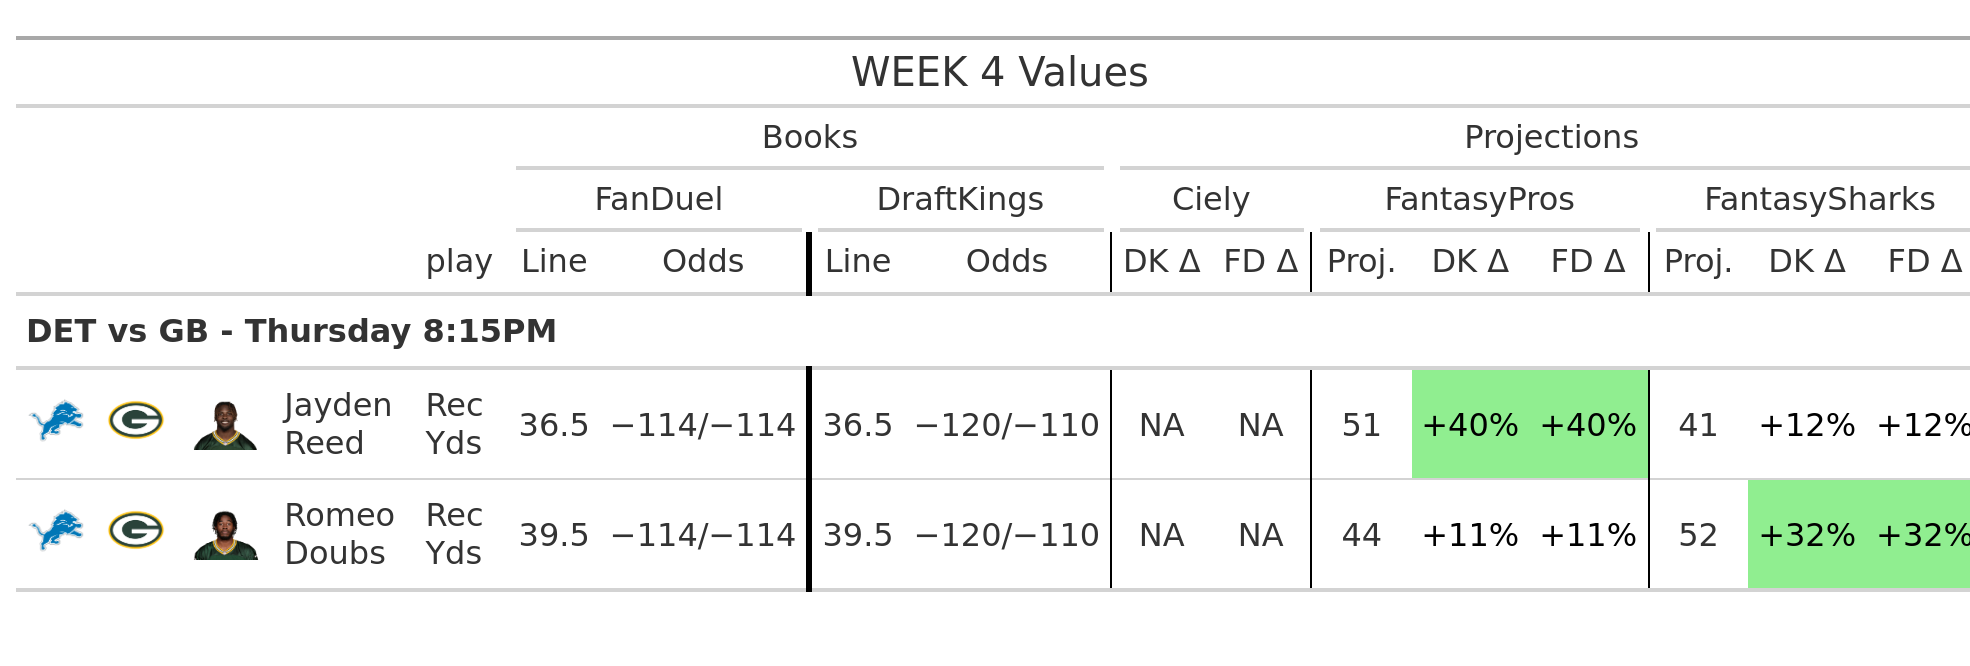 WEEK 4 Values
Books Projections
FanDuel DraftKings Ciely FantasyPros FantasySharks
play Line Odds Line Odds DK Δ FD Δ Proj. DK Δ FD Δ Proj. DK Δ FD Δ
DET vs GB - Thursday 8:15PM
G Jayden Reed Rec Yds 36.5 −114/−114 36.5 −120/−110 NA NA 51 +40% +40% 41 +12% +12%
G Romeo Doubs Rec Yds 39.5 −114/−114 39.5 −120/−110 NA NA 44 +11% +11% 52 +32% +32%